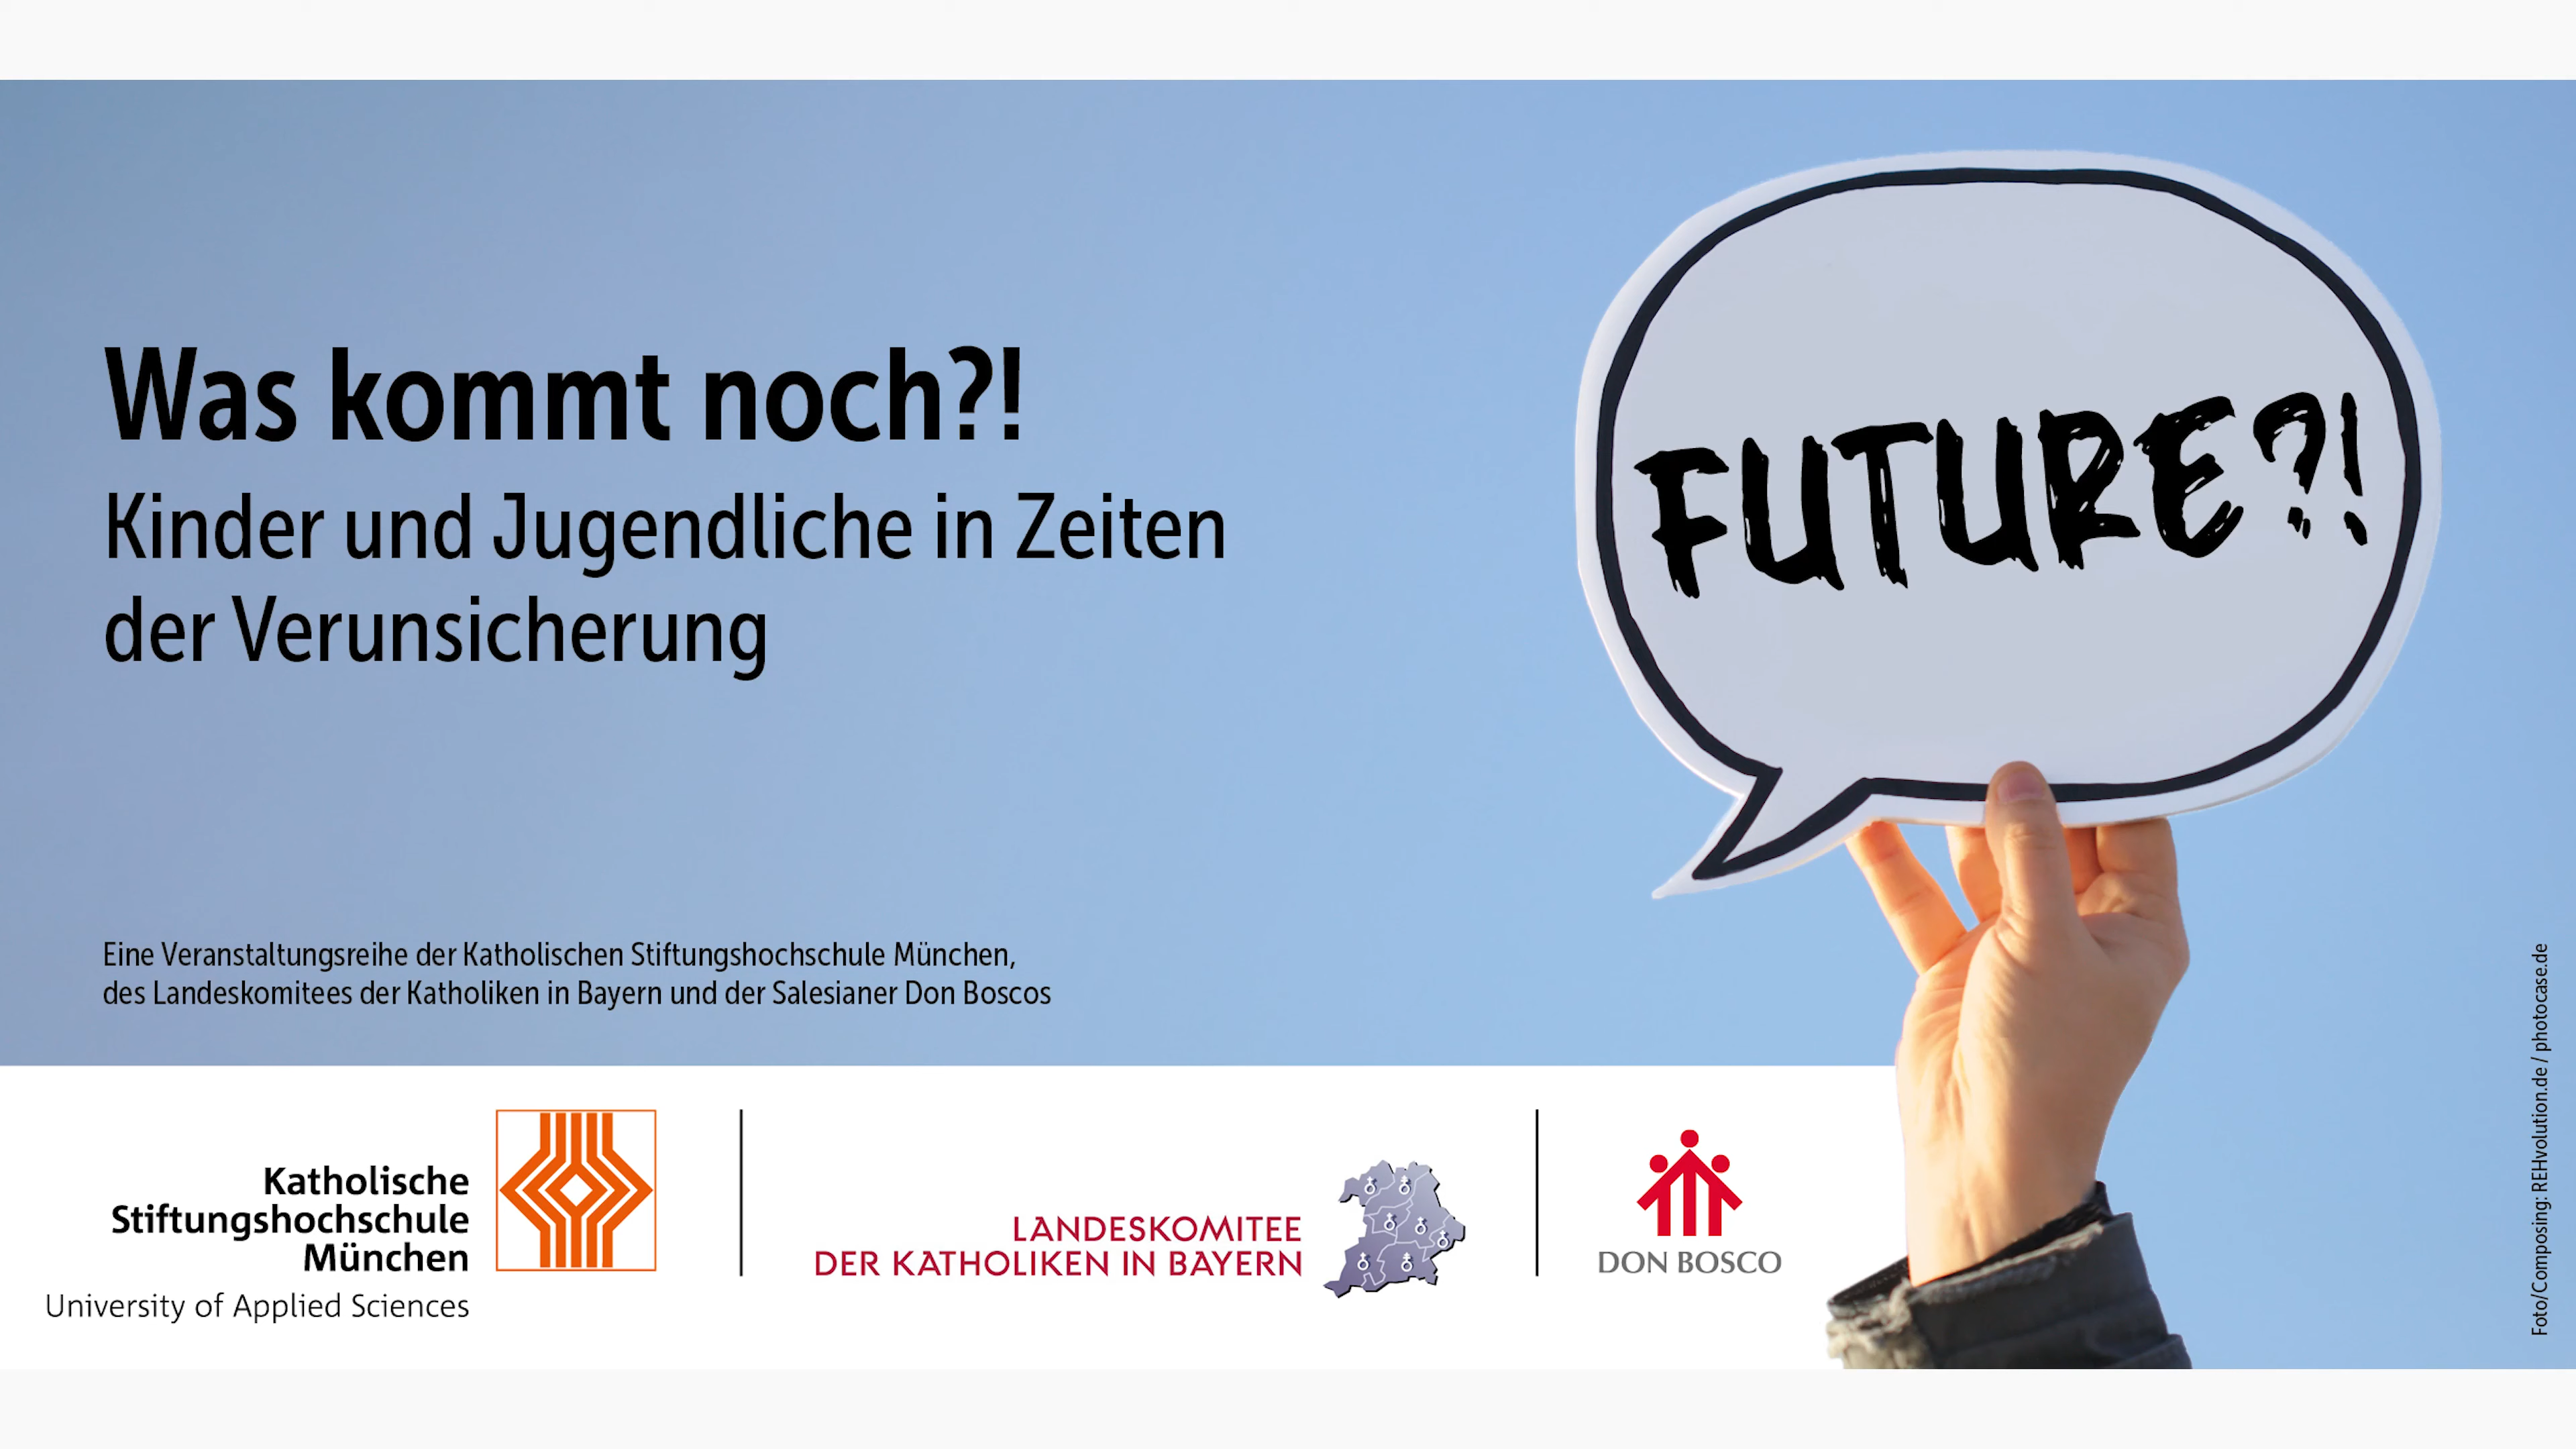 Was kommt noch?!
Kinder und Jugendliche in Zeiten
der Verunsicherung
FUTURE?!
Eine Veranstaltungsreihe der Katholischen Stiftungshochschule München,
des Landeskomitees der Katholiken in Bayern und der Salesianer Don Boscos
Katholische
Stiftungshochschule
München
University of Applied Sciences
LANDESKOMITEE
DER KATHOLIKEN IN BAYERN
DON BOSCO
Foto/Composing: REHvolution.de / photocase.de